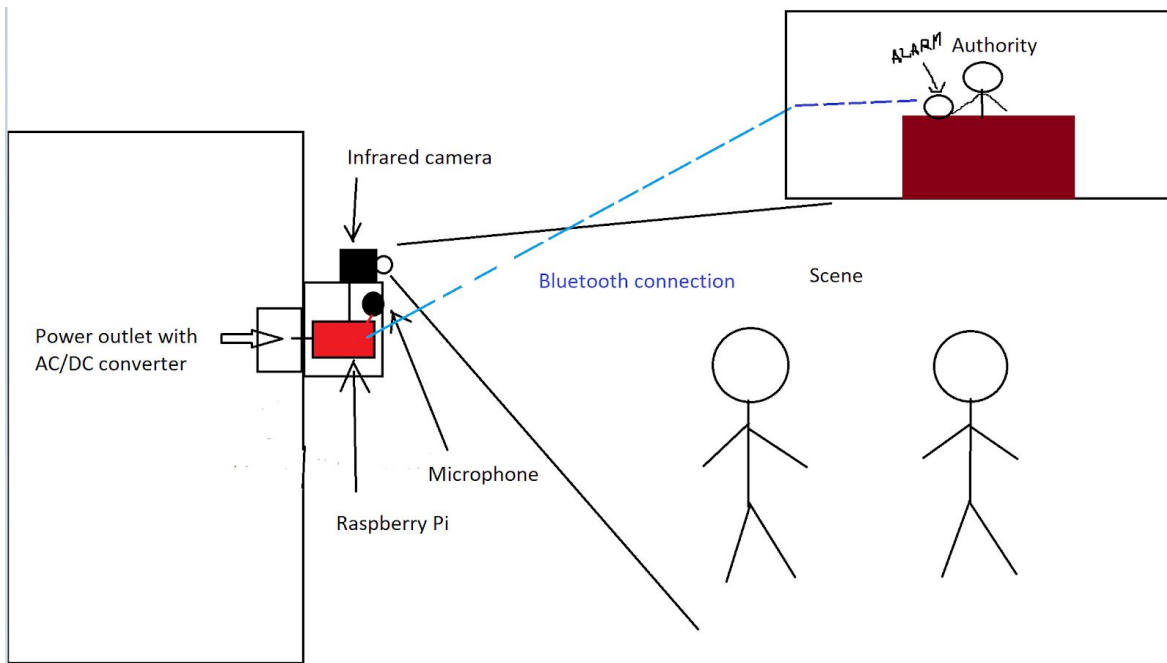 ALARM
Authority
Infrared camera
Bluetooth connection
Scene
Power outlet with
AC/DC converter
Microphone
Raspberry Pi